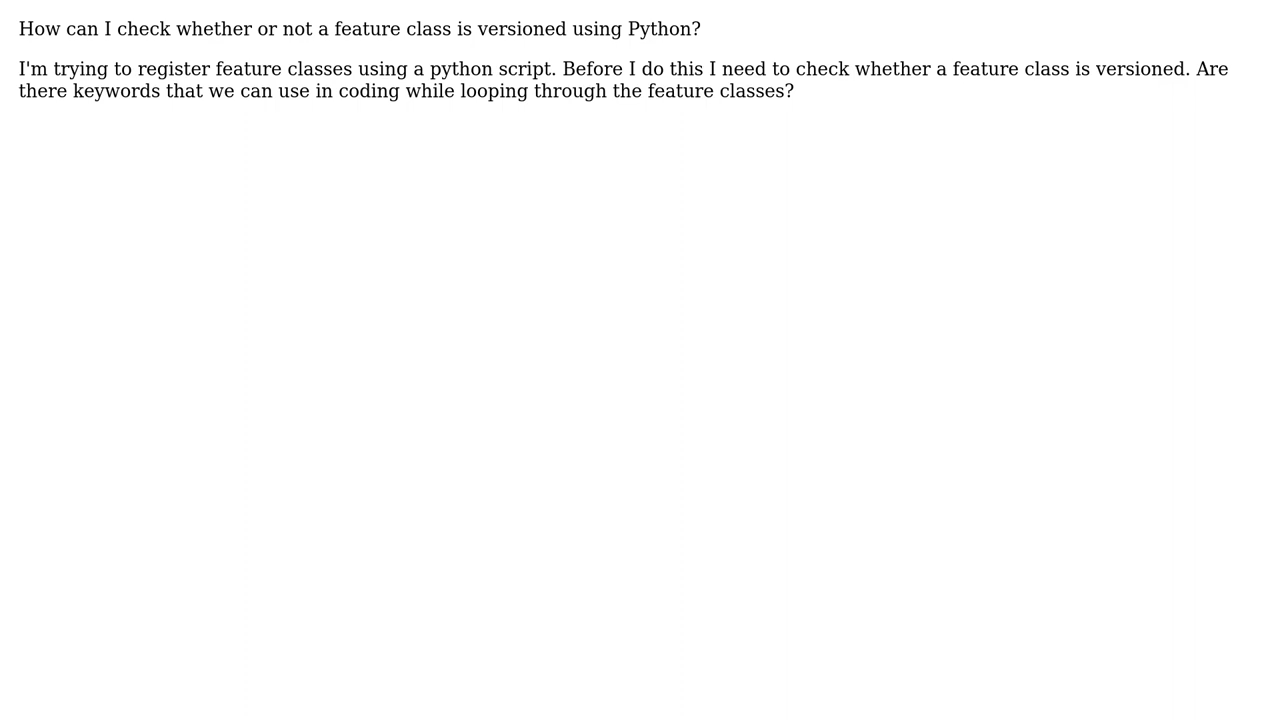 How can I check whether or not a feature class is versioned using Python?
I'm trying to register feature classes using a python script. Before I do this I need to check whether a feature class is versioned. Are
there keywords that we can use in coding while looping through the feature classes?